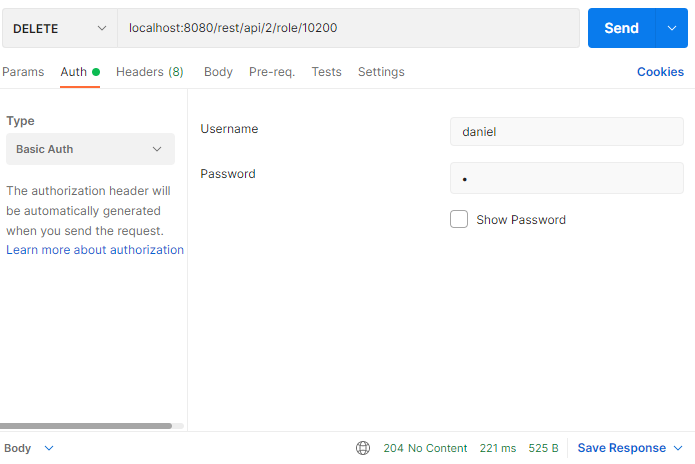 DELETE localhost:8080/rest/api/2/role/10200 Send
Params Auth Headers (8) Body Pre-req. Tests Settings Cookies
Type
Basic Auth
The authorization header will
be automatically generated
when you send the request.
Learn more about authorization
Username daniel
Password •
Show Password
Body 204 No Content 221 ms 525 B Save Response